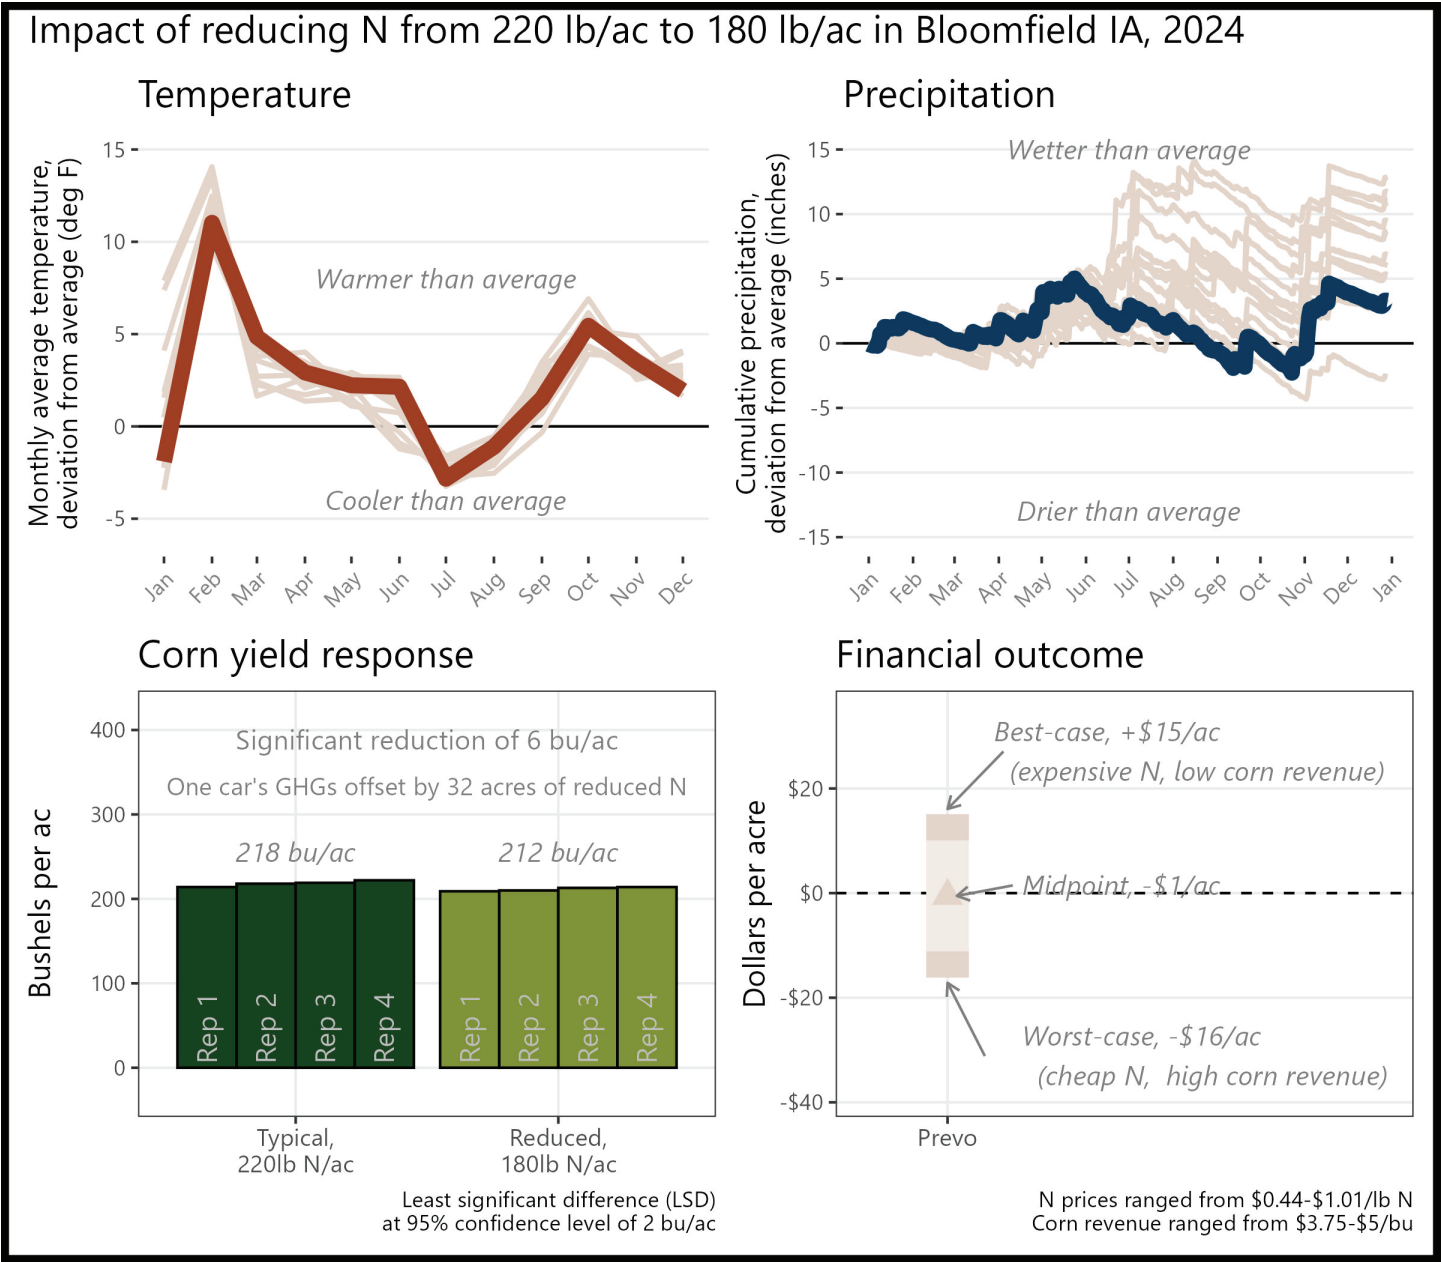 Impact of reducing N from 220 lb/ac to 180 lb/ac in Bloomfield IA, 2024
Temperature
Monthly average temperature,
deviation from average (deg F)
15
10
5
0
-5
Warmer than average
Cooler than average
Jan
Feb
Mar
Apr
May
Jun
Jul
Aug
Sep
Oct
Nov
Dec
Precipitation
Cumulative precipitation,
deviation from average (inches)
15
10
5
0
-5
-10
-15
Wetter than average
Drier than average
Jan
Feb
Mar
Apr
May
Jun
Jul
Aug
Sep
Oct
Nov
Dec
Jan
Corn yield response
Bushels per ac
400
300
200
100
0
Significant reduction of 6 bu/ac
One car's GHGs offset by 32 acres of reduced N
218 bu/ac
212 bu/ac
Rep 1
Rep 2
Rep 3
Rep 4
Rep 1
Rep 2
Rep 3
Rep 4
Typical,
220lb N/ac
Reduced,
180lb N/ac
Least significant difference (LSD)
at 95% confidence level of 2 bu/ac
Financial outcome
Dollars per acre
$20
$0
-$20
-$40
Best-case, +$15/ac
(expensive N, low corn revenue)
Midpoint, -$1/ac
Worst-case, -$16/ac
(cheap N,  high corn revenue)
Prevo
N prices ranged from $0.44-$1.01/lb N
Corn revenue ranged from $3.75-$5/bu